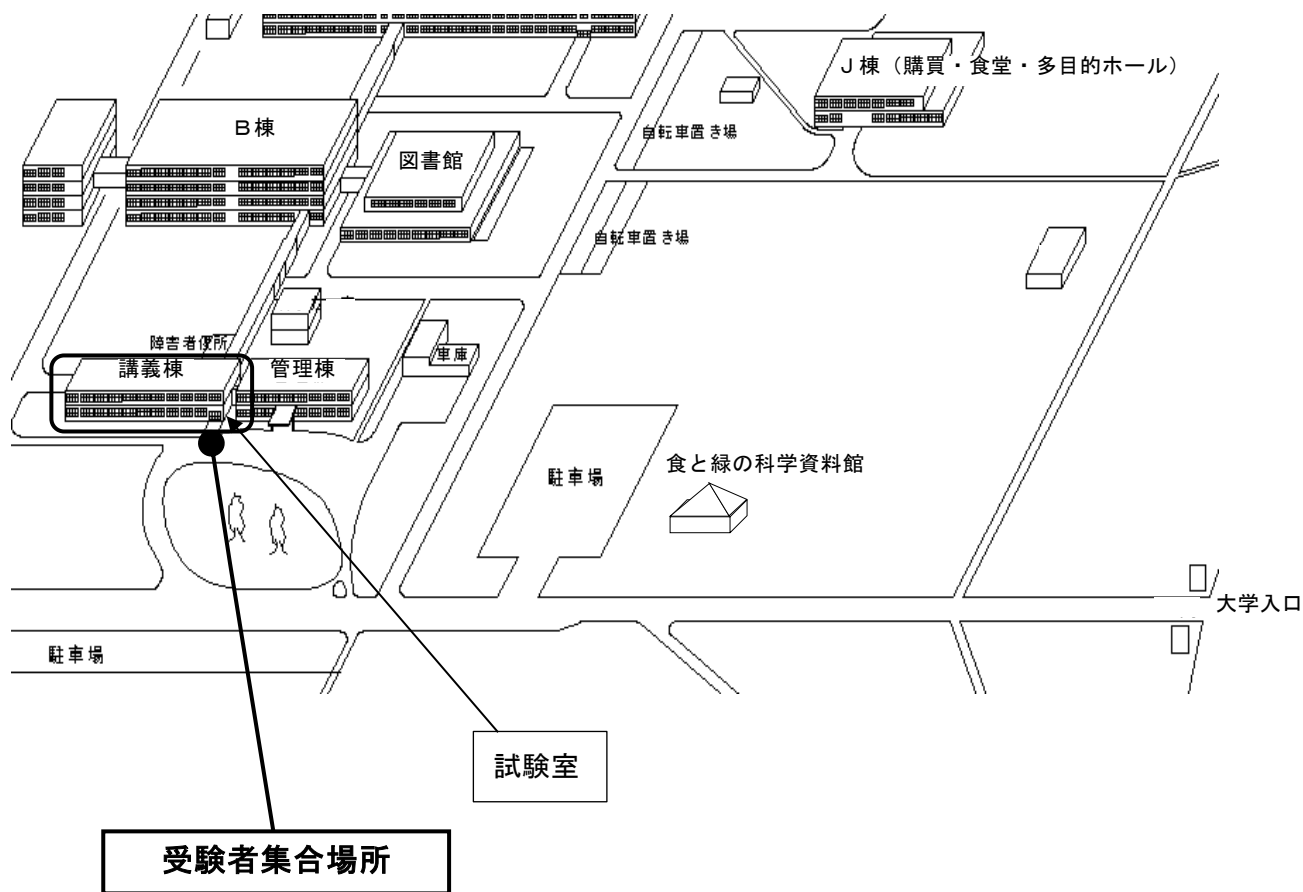 J棟（購買・食堂・多目的ホール）
B棟
自転車置き場
図書館
自転車置き場
障害者便所
車庫
講義棟
管理棟
食と緑の科学資料館
駐車場
大学入口
駐車場
試験室
受験者集合場所